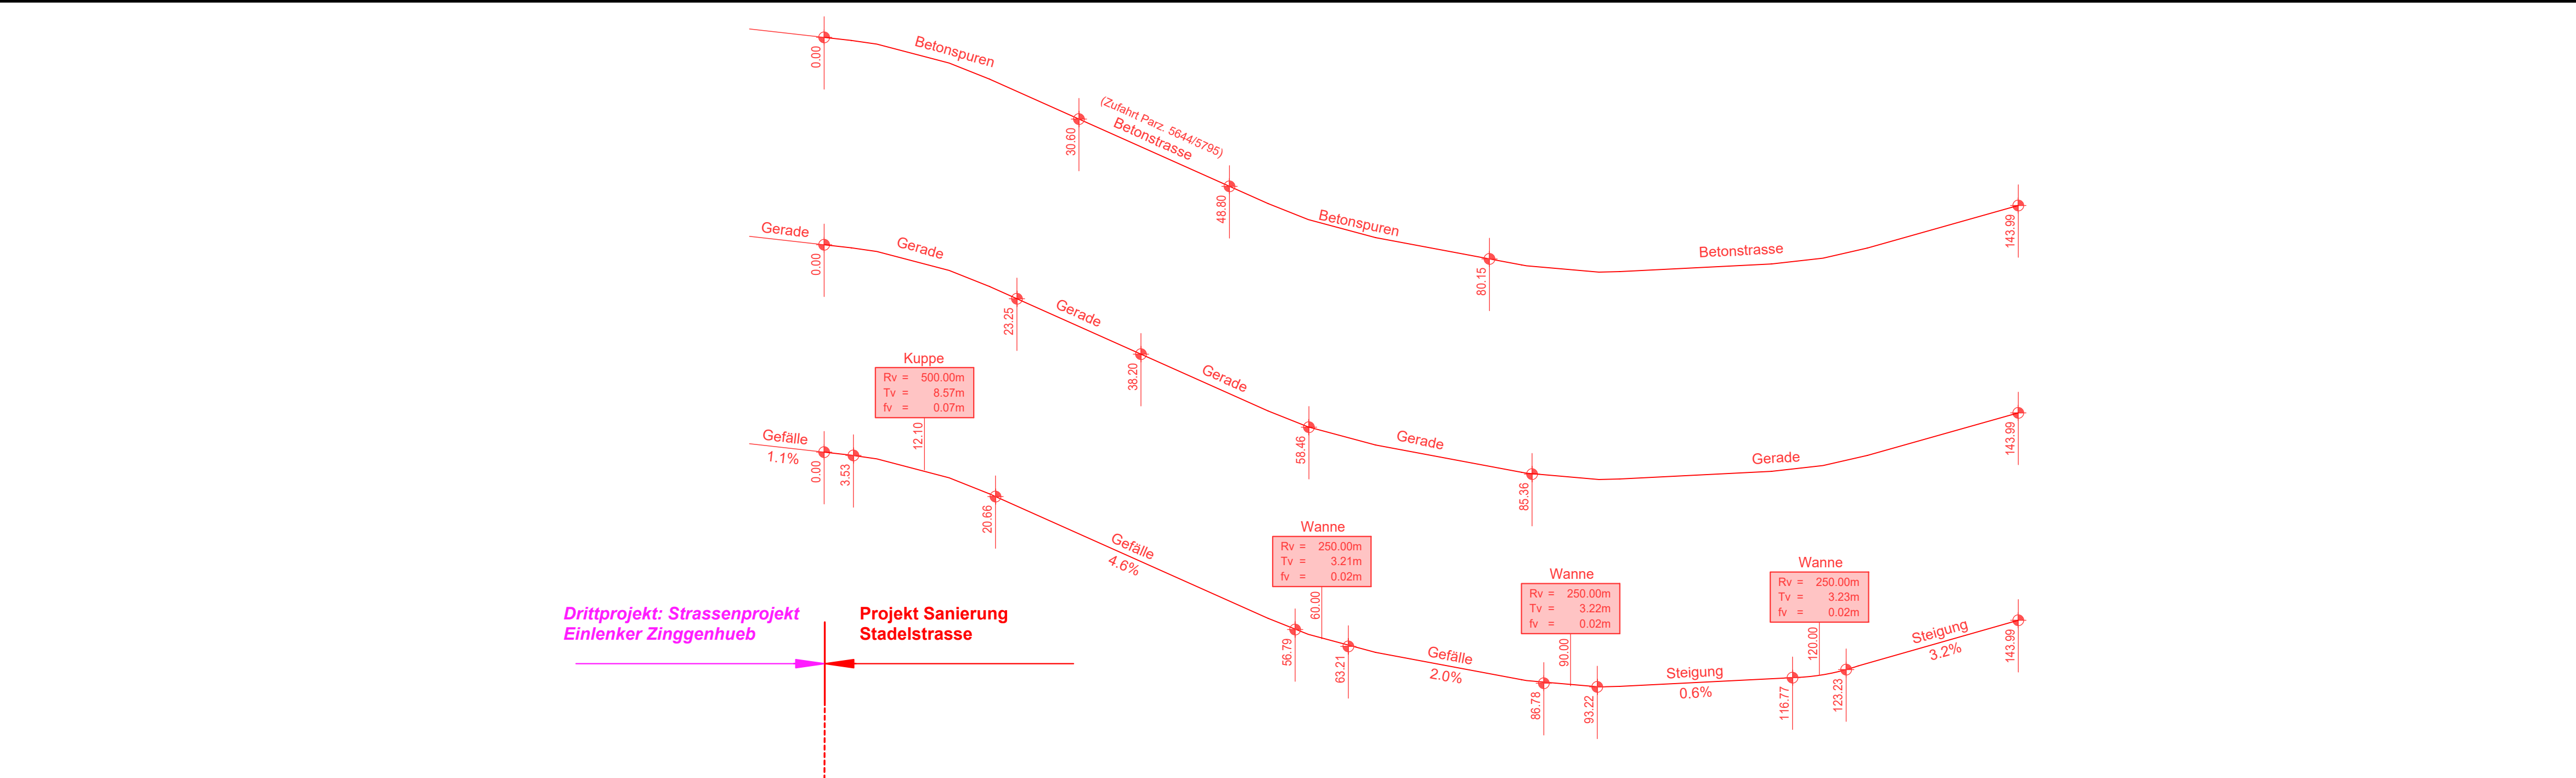 Betonspuren
0.00
30.60
(Zufahrt Parz. 5644/5795)
Betonstrasse
48.80
Betonspuren
80.15
Betonstrasse
143.99
Gerade
0.00
Gerade
23.25
Gerade
38.20
Gerade
58.46
Gerade
85.36
Gerade
143.99
Gefälle
1.1%
0.00
3.53
Kuppe
Rv = 500.00m
Tv = 8.57m
fv = 0.07m
12.10
20.66
Gefälle
4.6%
56.79
Wanne
Rv = 250.00m
Tv = 3.21m
fv = 0.02m
60.00
63.21
Gefälle
2.0%
86.78
Wanne
Rv = 250.00m
Tv = 3.22m
fv = 0.02m
90.00
93.22
Steigung
0.6%
116.77
Wanne
Rv = 250.00m
Tv = 3.23m
fv = 0.02m
120.00
123.23
Steigung
3.2%
143.99
Drittprojekt: Strassenprojekt
Einlenker Zinggenhueb
Projekt Sanierung
Stadelstrasse